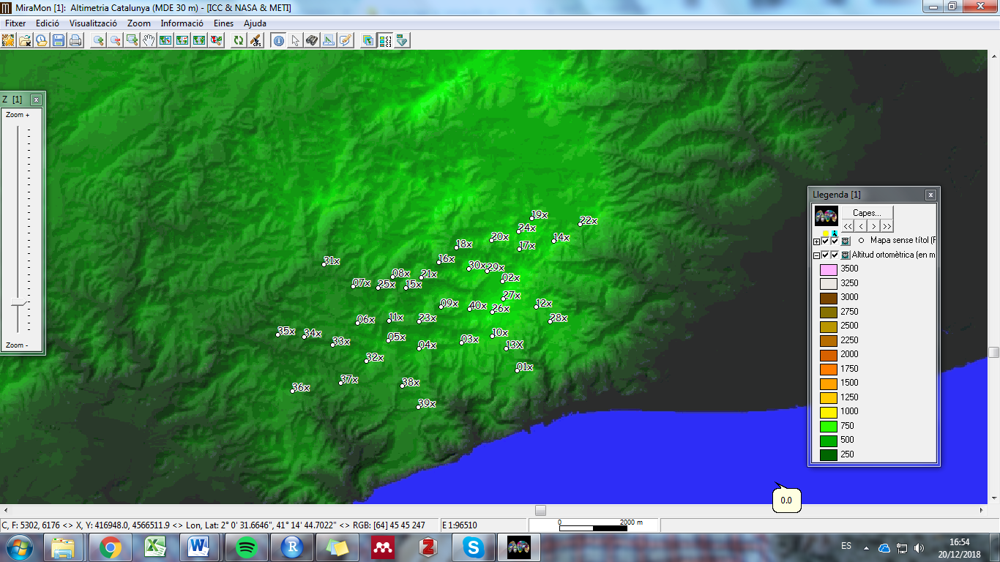 MiraMon [1]: Altimetria Catalunya (MDE 30 m) - [ICC & NASA & METI]
Fitxer Edició Visualització Zoom Informació Eines Ajuda
GPS
Z [1]
Zoom +
Zoom -
19x
22x
24x
20x
14x
18x
17x
16x
31x
30x
29x
08x
21x
02x
07x
25x
15x
27x
09x
40x
12x
26x
06x
11x
23x
28x
35x
34x
10x
33x
05x
03x
04x
13X
32x
01x
37x
38x
36x
39x
Llegenda [1]
Capes...
<< < > >>
Mapa sense títol (F
Altitud ortomètrica (en m
3500
3250
3000
2750
2500
2250
2000
1750
1500
1250
1000
750
500
250
0.0
C, F: 5302, 6176 <> X, Y: 416948.0, 4566511.9 <> Lon, Lat: 2° 0' 31.6646", 41° 14' 44.7022" <> RGB: [64] 45 45 247
E 1:96510
0 2000 m
ES
16:54
20/12/2018